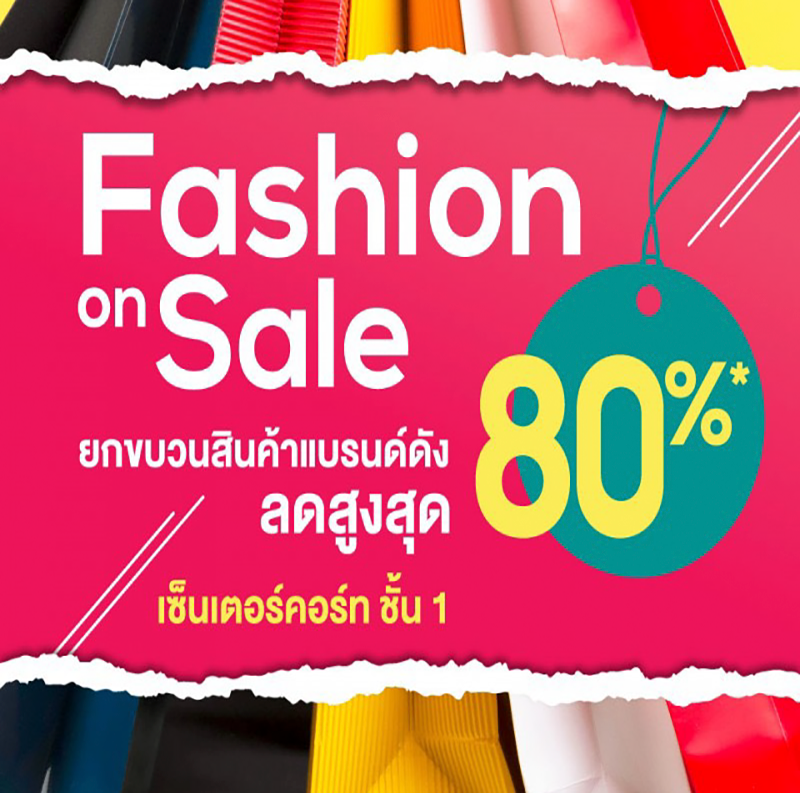 Fashion
on Sale
ยกขบวนสินค้าแบรนด์ดัง
ลดสูงสุด
80%*
เซ็นเตอร์คอร์ท ชั้น 1